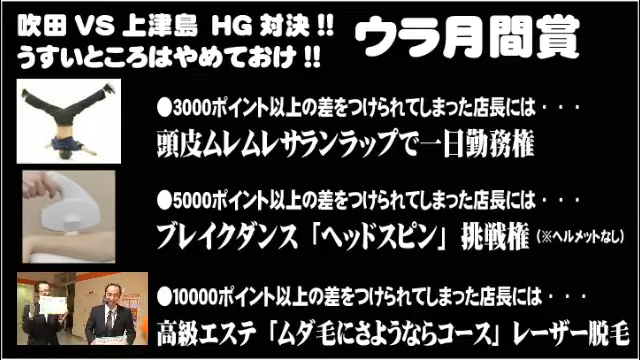 吹田 VS 上津島 HG 対決!!
うすいところはやめておけ!!
ウラ月間賞
●3000ポイント以上の差をつけられてしまった店長には・・・
頭皮ムレムレサランラップで一日勤務権
●5000ポイント以上の差をつけられてしまった店長には・・・
ブレイクダンス「ヘッドスピン」挑戦権(※ヘルメットなし)
●10000ポイント以上の差をつけられてしまった店長には・・・
高級エステ「ムダ毛にさようならコース」レーザー脱毛